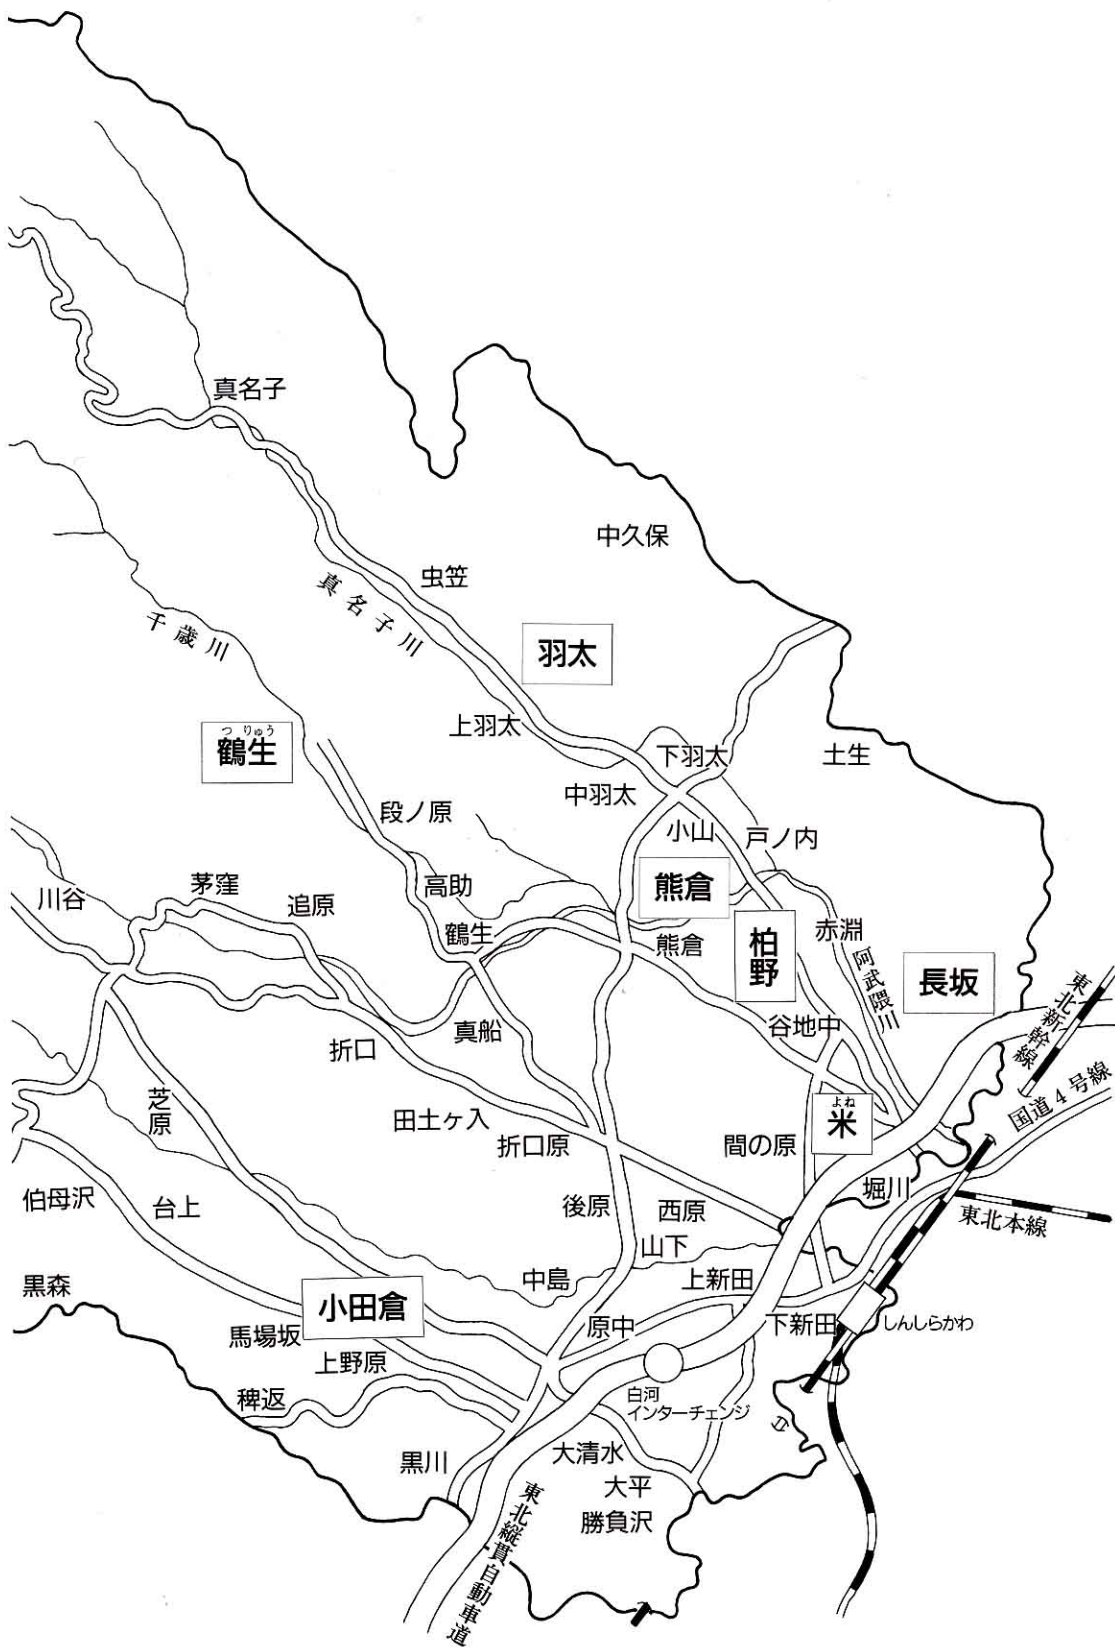 真名子
中久保
虫笠
真名子川
千歳川
羽太
上羽太
つりゅう
鶴生
下羽太
土生
中羽太
段ノ原
小山
戸ノ内
川谷
茅窪
追原
高助
熊倉
鶴生
熊倉
柏野
赤淵
阿武隈川
長坂
東北新幹線
谷地中
真船
折口
国道4号線
芝原
田土ヶ入
折口原
間の原
よね
米
堀川
伯母沢
台上
後原
西原
東北本線
山下
黒森
中島
上新田
小田倉
原中
下新田
しんしらかわ
馬場坂
上野原
稗返
白河
インターチェンジ
黒川
大清水
大平
勝負沢
東北縦貫自動車道